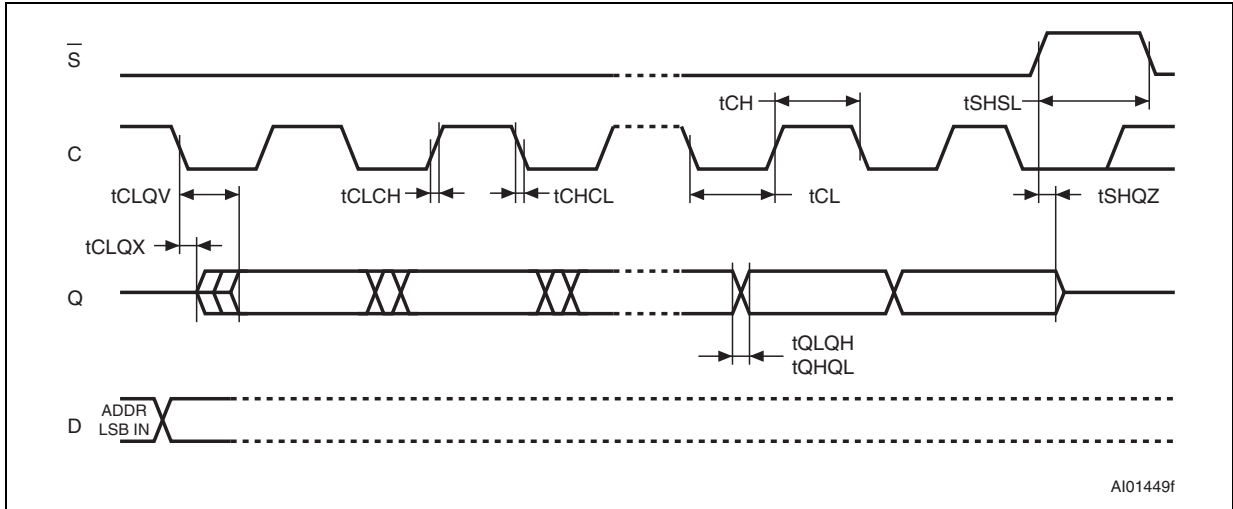 S
tCH
tSHSL
C
tCLQV
tCLCH
tCHCL
tCL
tSHQZ
tCLQX
Q
tQLQH
tQHQL
D
ADDR
LSB IN
AI01449f